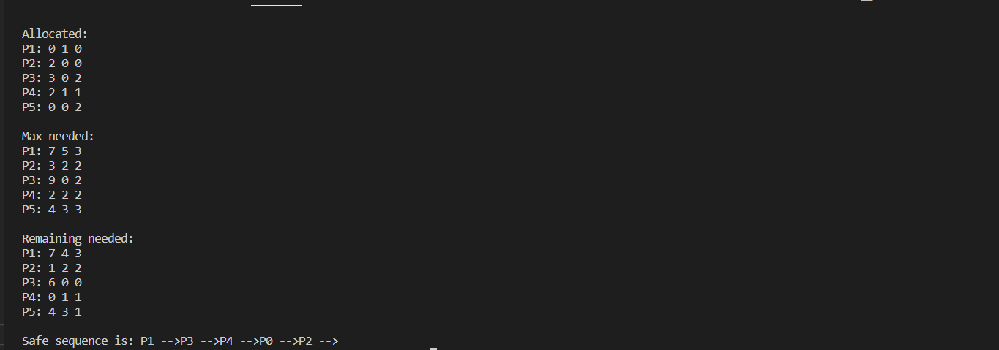 Allocated:
P1: 0 1 0
P2: 2 0 0
P3: 3 0 2
P4: 2 1 1
P5: 0 0 2
Max needed:
P1: 7 5 3
P2: 3 2 2
P3: 9 0 2
P4: 2 2 2
P5: 4 3 3
Remaining needed:
P1: 7 4 3
P2: 1 2 2
P3: 6 0 0
P4: 0 1 1
P5: 4 3 1
Safe sequence is: P1 -->P3 -->P4 -->P0 -->P2 -->